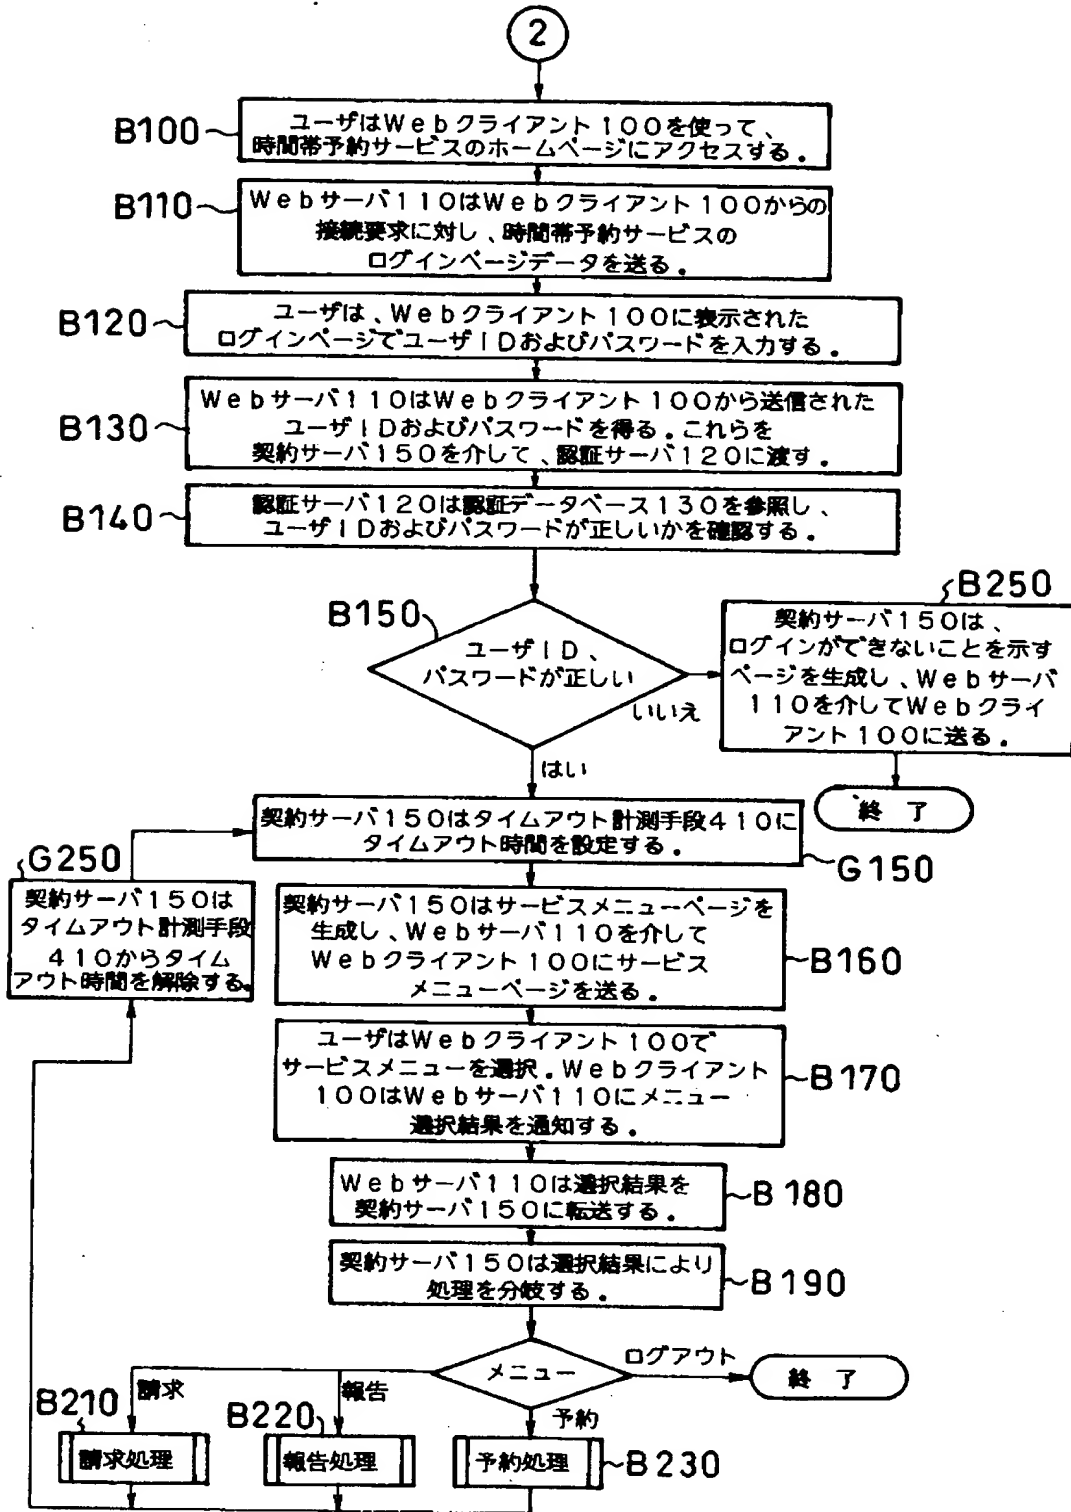 2
B100
ユーザはWebクライアント100を使って、
時間帯予約サービスのホームページにアクセスする.
B110
Webサーバ110はWebクライアント100からの
接続要求に対し、時間帯予約サービスの
ログインページデータを送る.
B120
ユーザは、Webクライアント100に表示された
ログインページでユーザIDおよびパスワードを入力する.
B130
Webサーバ110はWebクライアント100から送信された
ユーザIDおよびパスワードを得る.これらを
契約サーバ150を介して、認証サーバ120に渡す.
B140
認証サーバ120は認証データベース130を参照し、
ユーザIDおよびパスワードが正しいかを確認する.
B150
ユーザID、
パスワードが正しい
いいえ
はい
B250
契約サーバ150は、
ログインができないことを示す
ページを生成し、Webサーバ
110を介してWebクライ
アント100に送る.
終 了
契約サーバ150はタイムアウト計測手段410に
タイムアウト時間を設定する.
G150
G250
契約サーバ150は
タイムアウト計測手段
410からタイム
アウト時間を解除する.
契約サーバ150はサービスメニューページを
生成し、Webサーバ110を介して
Webクライアント100にサービス
メニューページを送る.
B160
ユーザはWebクライアント100で
サービスメニューを選択.Webクライアント
100はWebサーバ110にメニュー
選択結果を通知する.
B170
Webサーバ110は選択結果を
契約サーバ150に転送する.
B180
契約サーバ150は選択結果により
処理を分岐する.
B190
メニュー
ログアウト
終 了
請求
報告
予約
B210
請求処理
B220
報告処理
予約処理
B230